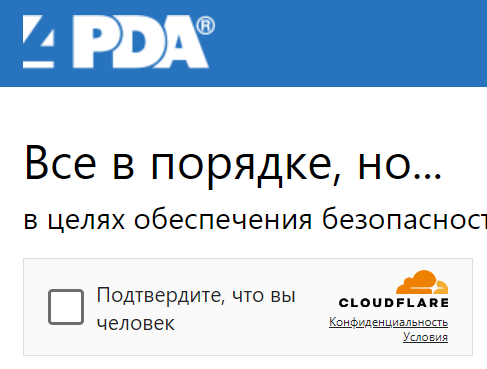 4PDA®
Все в порядке, но...
в целях обеспечения безопасност
Подтвердите, что вы
человек
CLOUDFLARE
Конфиденциальность
Условия